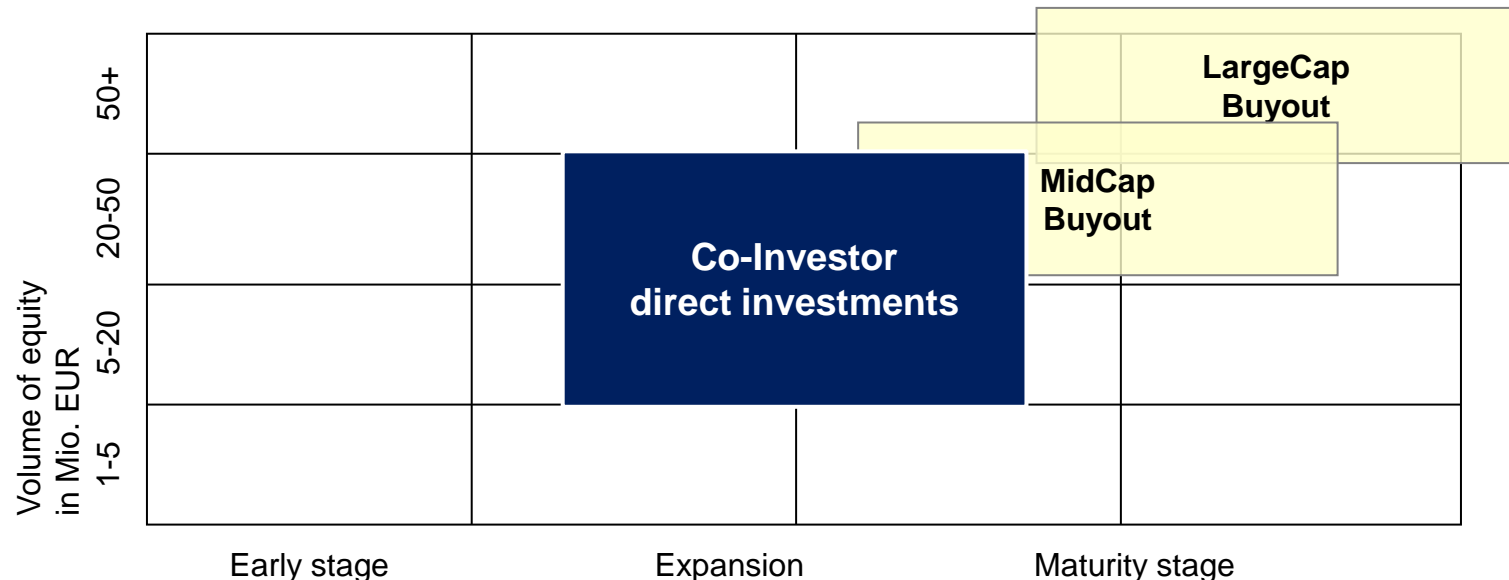 LargeCap
Buyout
MidCap
Buyout
Co-Investor
direct investments
Volume of equity
in Mio. EUR
50+
20-50
5-20
1-5
Early stage
Expansion
Maturity stage